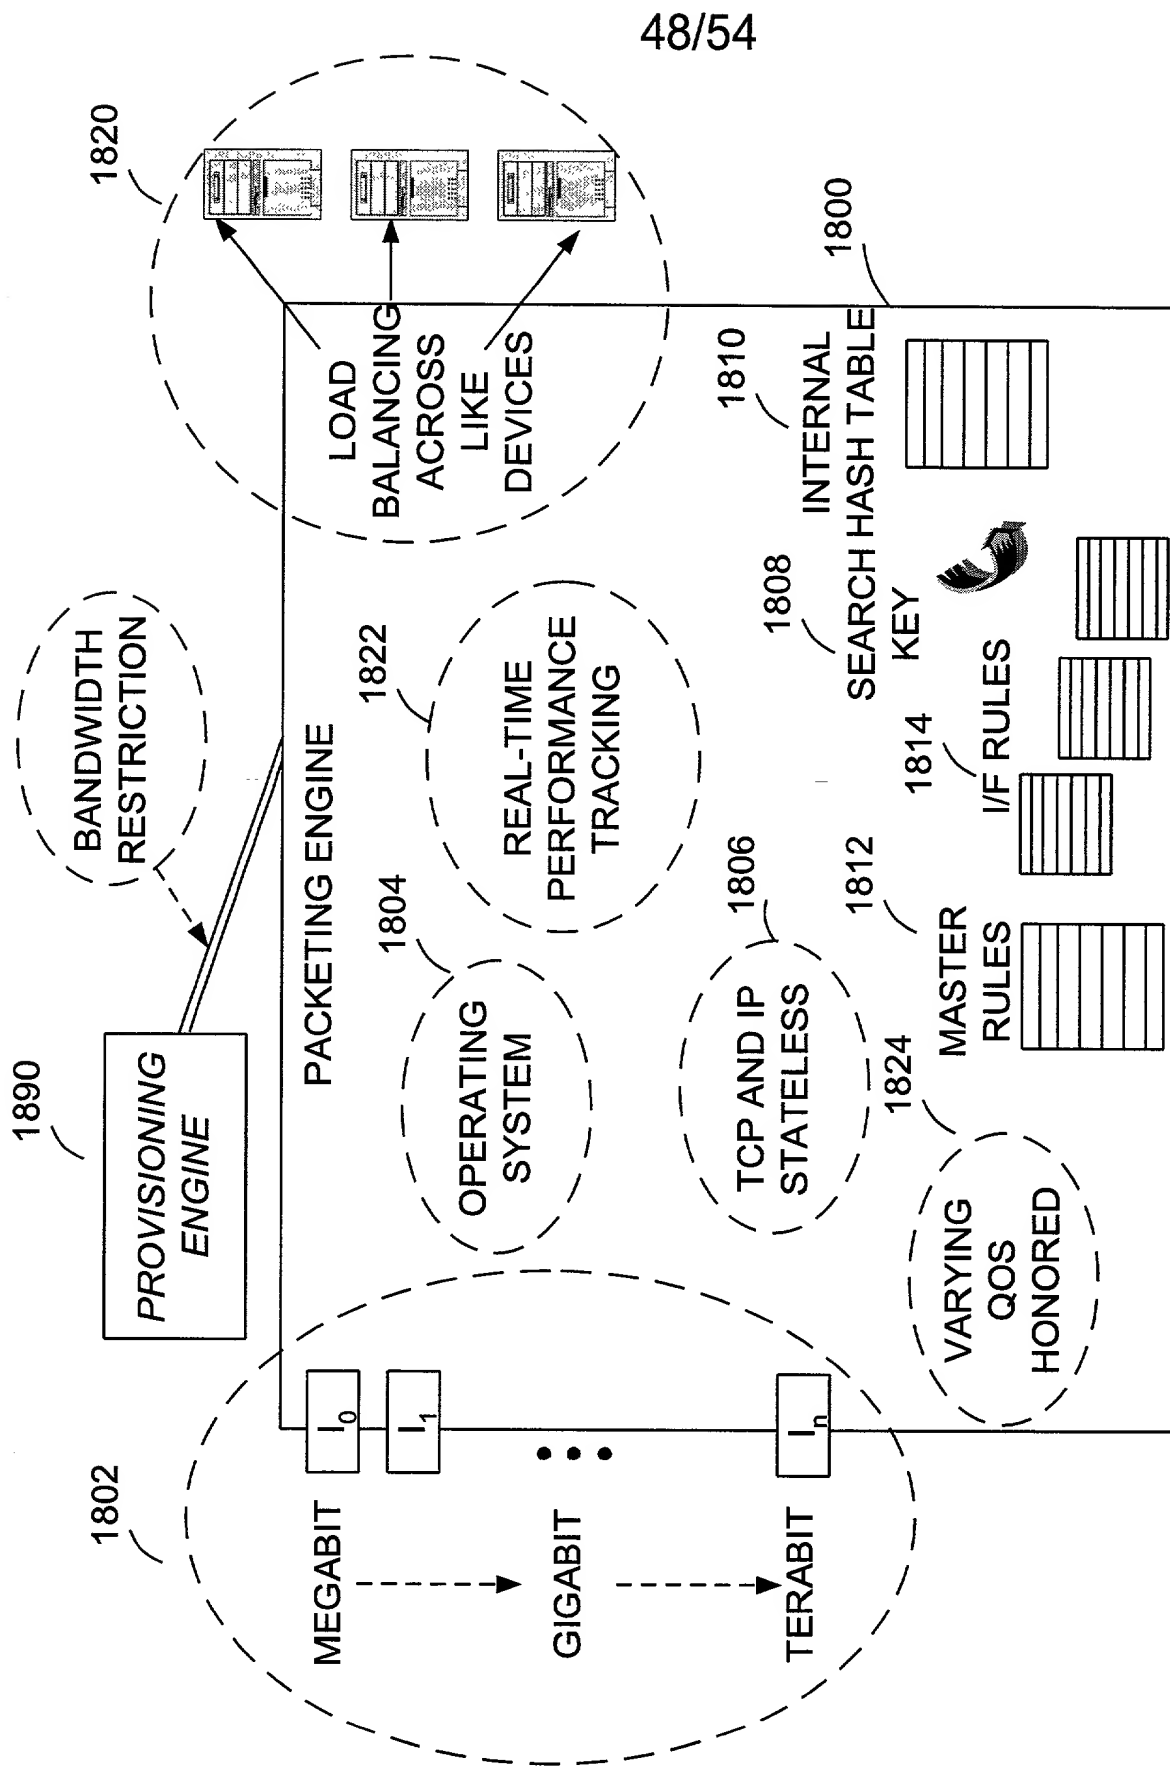 48/54
1890
PROVISIONING
ENGINE
BANDWIDTH
RESTRICTION
1820
1802
MEGABIT
GIGABIT
TERABIT
I0
I1
In
PACKETING ENGINE
1804
OPERATING
SYSTEM
1822
REAL-TIME
PERFORMANCE
TRACKING
LOAD
BALANCING
ACROSS
LIKE
DEVICES
1806
TCP AND IP
STATELESS
1824
VARYING
QOS
HONORED
1812
MASTER
RULES
1814
I/F RULES
1808
SEARCH
KEY
1810
INTERNAL
HASH TABLE
1800